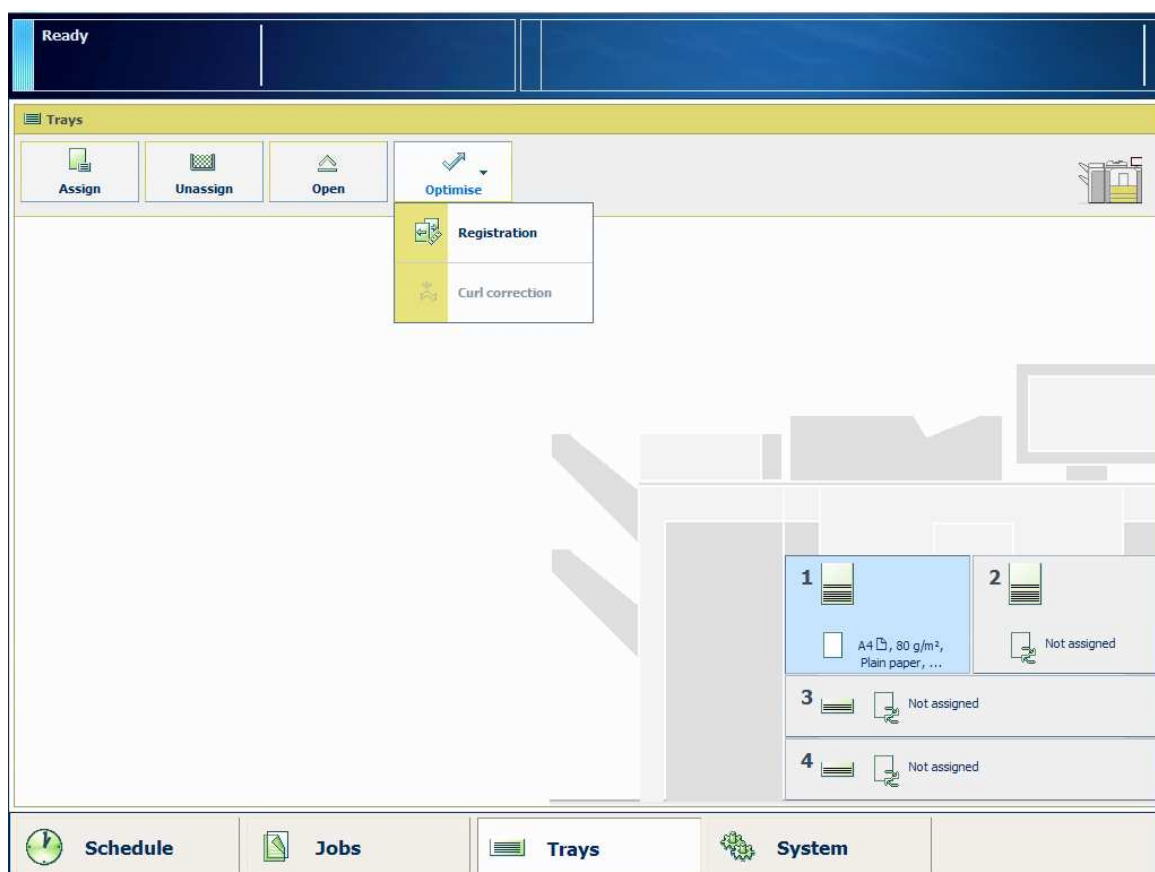 Ready
Trays
Assign
Unassign
Open
Optimise
Registration
Curl correction
1
2
A4, 80 g/m²,
Plain paper, ...
Not assigned
3
Not assigned
4
Not assigned
Schedule
Jobs
Trays
System